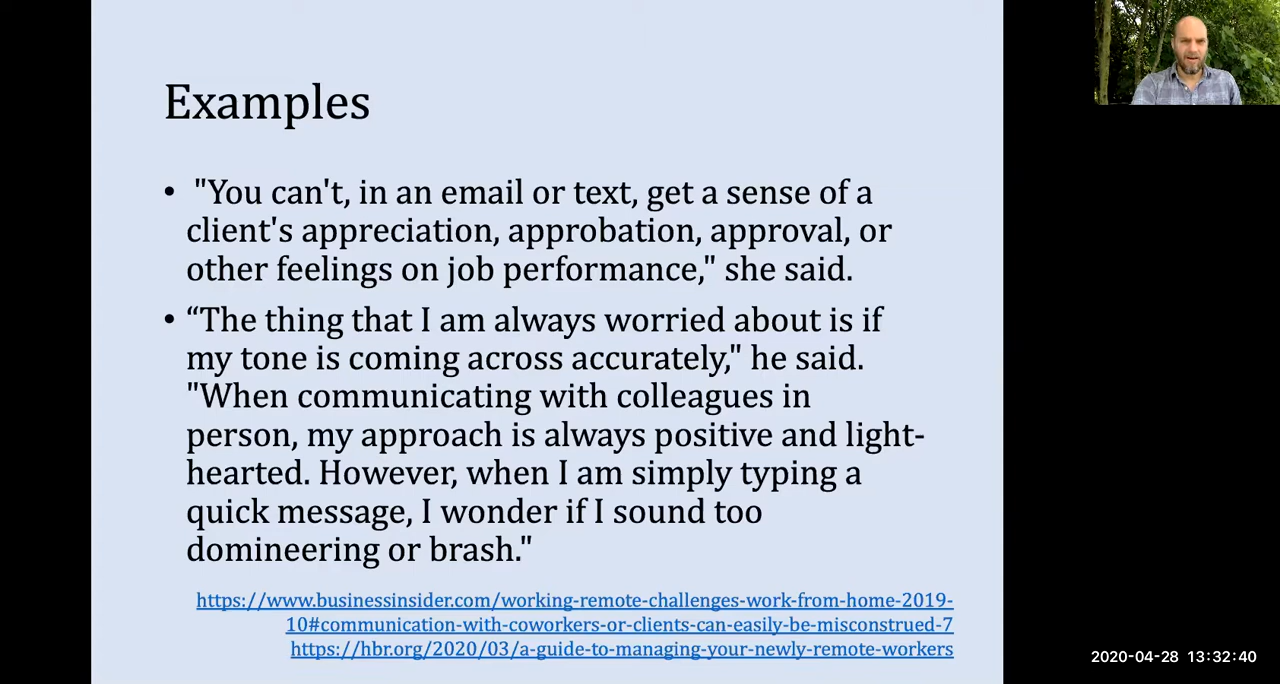 Examples
• "You can't, in an email or text, get a sense of a
client's appreciation, approbation, approval, or
other feelings on job performance," she said.
• “The thing that I am always worried about is if
my tone is coming across accurately," he said.
"When communicating with colleagues in
person, my approach is always positive and light-
hearted. However, when I am simply typing a
quick message, I wonder if I sound too
domineering or brash."
https://www.businessinsider.com/working-remote-challenges-work-from-home-2019-
10#communication-with-coworkers-or-clients-can-easily-be-misconstrued-7
https://hbr.org/2020/03/a-guide-to-managing-your-newly-remote-workers
2020-04-28 13:32:40